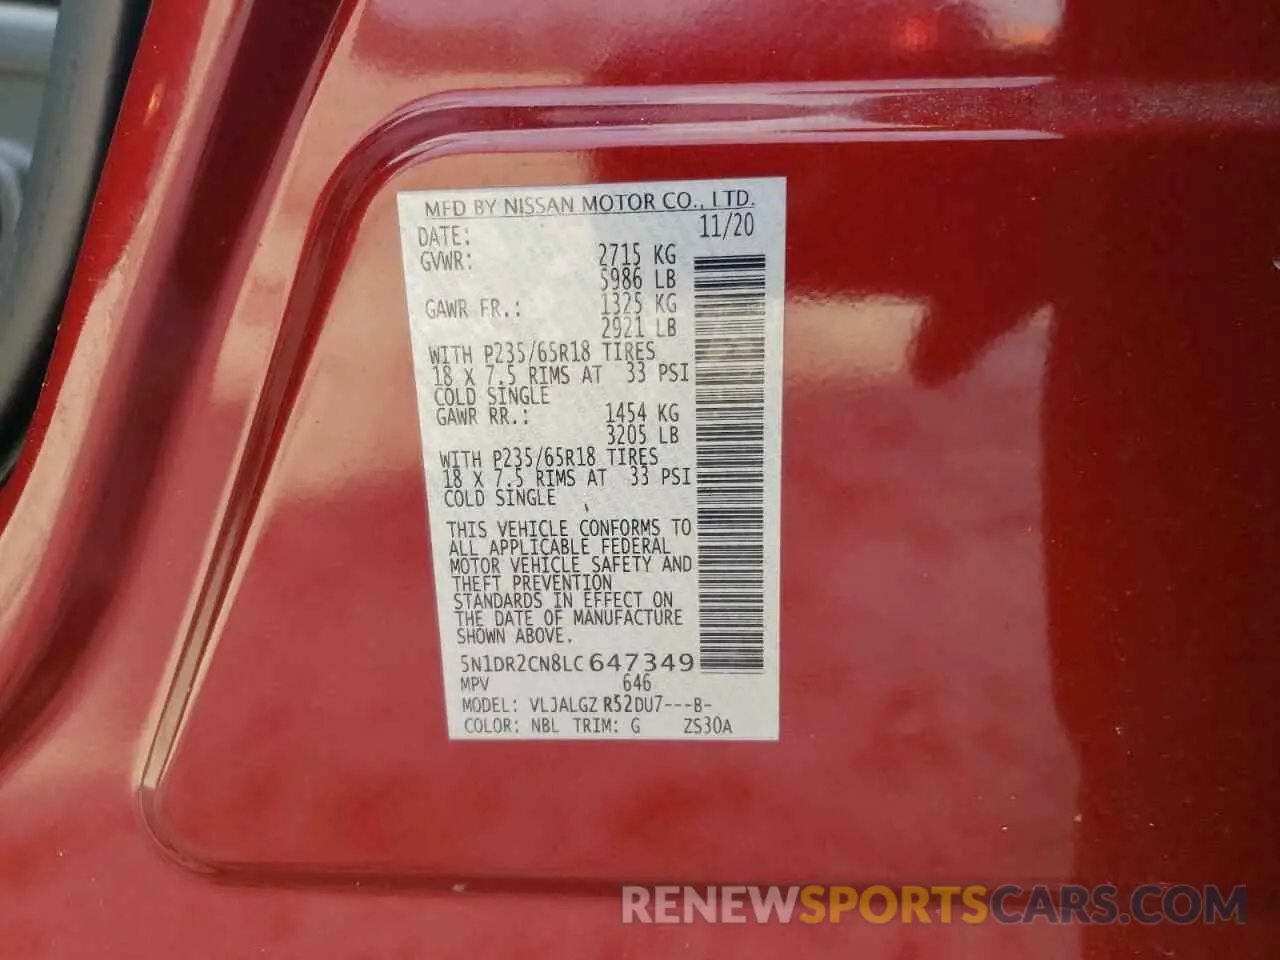 MFD BY NISSAN MOTOR CO., LTD.
DATE: 11/20
GVWR: 2715 KG
5986 LB
GAWR FR.: 1325 KG
2921 LB
WITH P235/65R18 TIRES
18 X 7.5 RIMS AT 33 PSI
COLD SINGLE
GAWR RR.: 1454 KG
3205 LB
WITH P235/65R18 TIRES
18 X 7.5 RIMS AT 33 PSI
COLD SINGLE
THIS VEHICLE CONFORMS TO
ALL APPLICABLE FEDERAL
MOTOR VEHICLE SAFETY AND
THEFT PREVENTION
STANDARDS IN EFFECT ON
THE DATE OF MANUFACTURE
SHOWN ABOVE.
5N1DR2CN8LC647349
MPV 646
MODEL: VLJALGZ R52DU7---B-
COLOR: NBL TRIM: G ZS30A
RENEWSPORTSCARS.COM